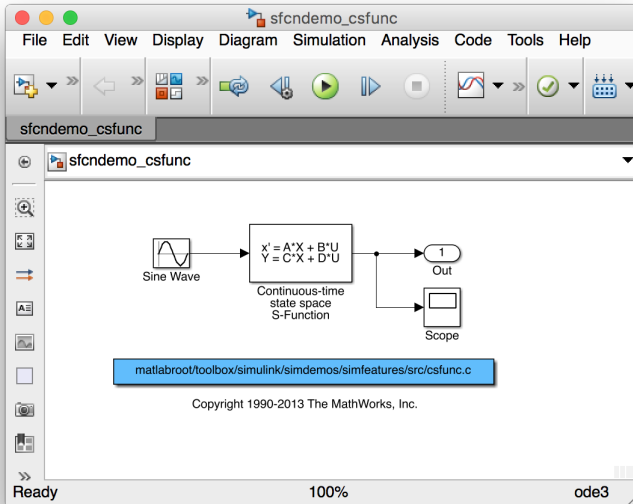 sfcndemo_csfunc
File Edit View Display Diagram Simulation Analysis Code Tools Help
sfcndemo_csfunc
sfcndemo_csfunc
x' = A*X + B*U
Y = C*X + D*U
1
Sine Wave
Out
Continuous-time
state space
S-Function
Scope
matlabroot/toolbox/simulink/simdemos/simfeatures/src/csfunc.c
Copyright 1990-2013 The MathWorks, Inc.
A
Ready 100% ode3